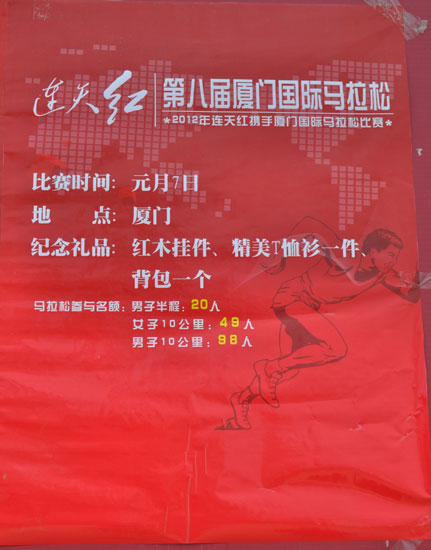 连天红
第八届厦门国际马拉松
★2012年连天红携手厦门国际马拉松比赛★
比赛时间：元月7日
地 点：厦门
纪念礼品：红木挂件、精美T恤衫一件、
背包一个
马拉松参与名额：男子半程：20人
女子10公里：49人
男子10公里：98人